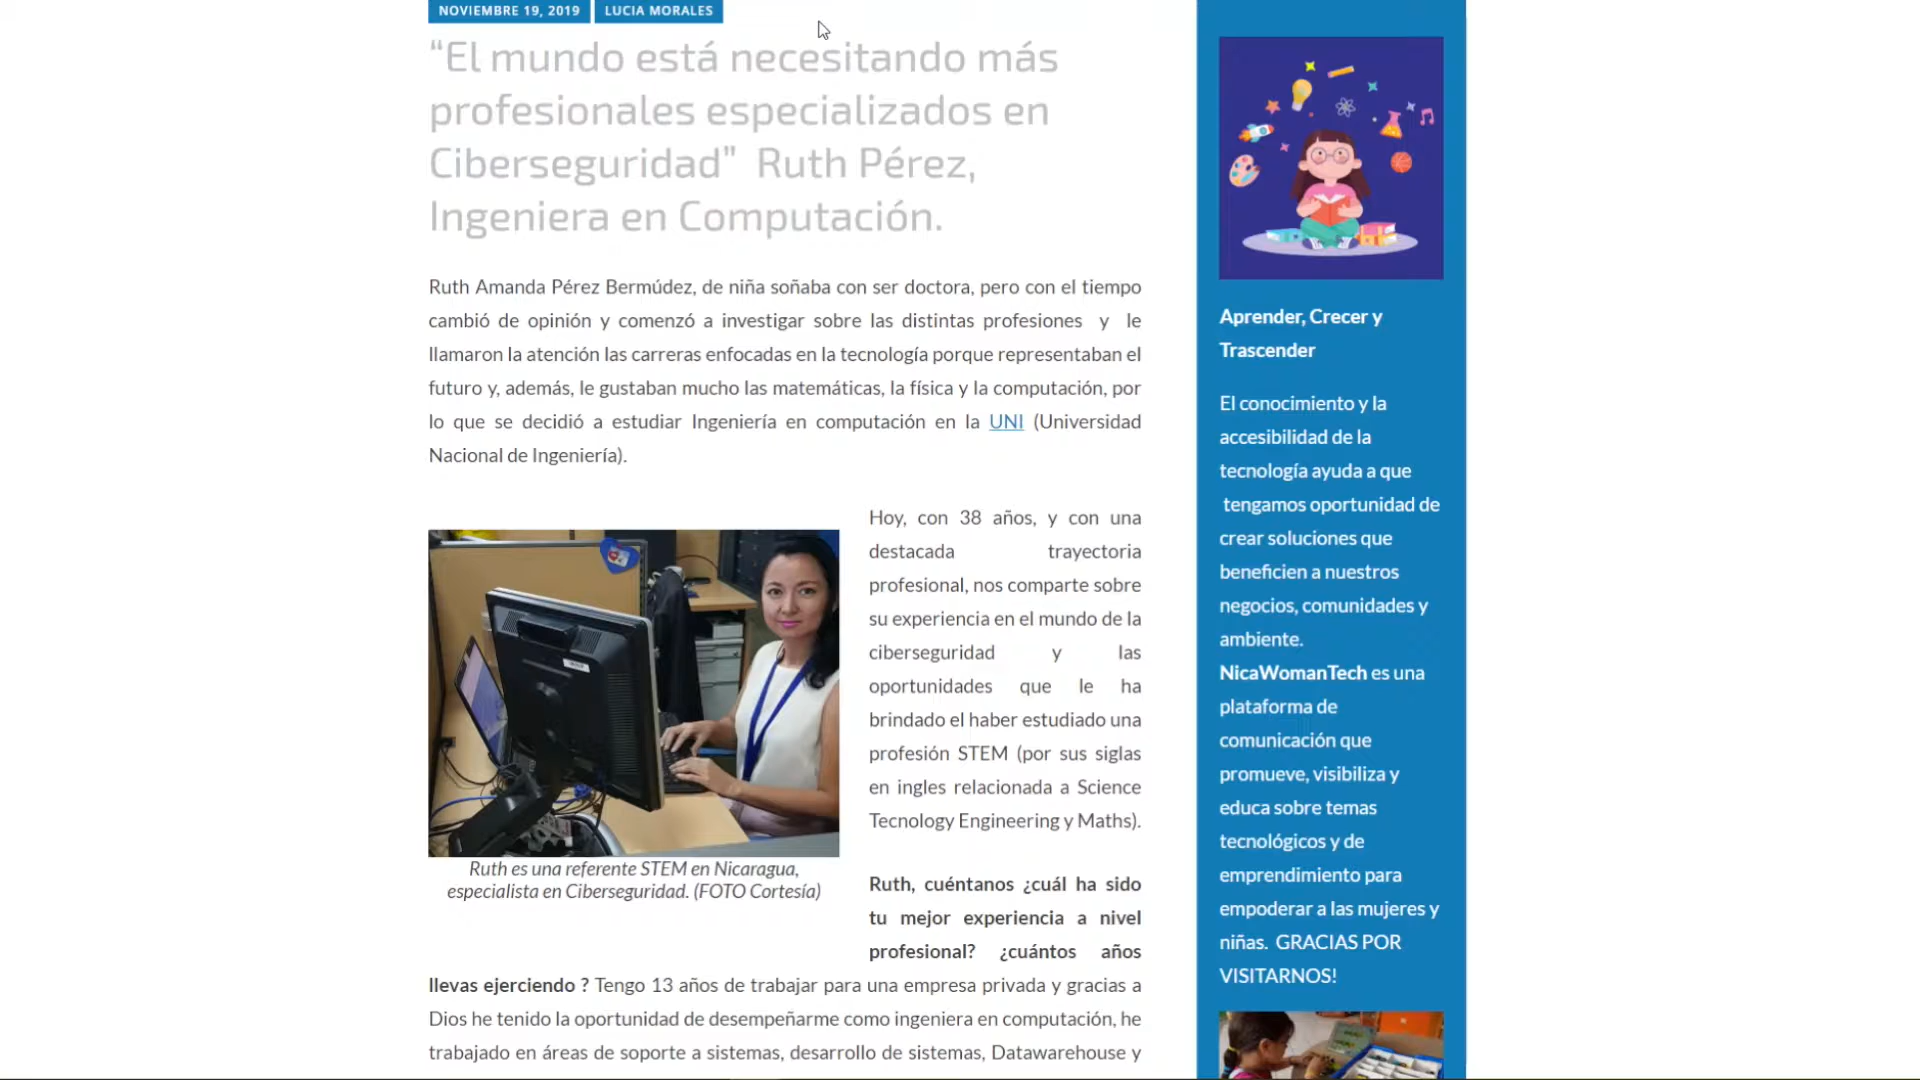 NOVIEMBRE 19, 2019 LUCIA MORALES
“El mundo está necesitando más
profesionales especializados en
Ciberseguridad” Ruth Pérez,
Ingeniera en Computación.
Ruth Amanda Pérez Bermúdez, de niña soñaba con ser doctora, pero con el tiempo
cambió de opinión y comenzó a investigar sobre las distintas profesiones y le
llamaron la atención las carreras enfocadas en la tecnología porque representaban el
futuro y, además, le gustaban mucho las matemáticas, la física y la computación, por
lo que se decidió a estudiar Ingeniería en computación en la UNI (Universidad
Nacional de Ingeniería).
Hoy, con 38 años, y con una
destacada trayectoria
profesional, nos comparte sobre
su experiencia en el mundo de la
ciberseguridad y las
oportunidades que le ha
brindado el haber estudiado una
profesión STEM (por sus siglas
en ingles relacionada a Science
Tecnology Engineering y Maths).
Ruth es una referente STEM en Nicaragua,
especialista en Ciberseguridad. (FOTO Cortesía)
Ruth, cuéntanos ¿cuál ha sido
tu mejor experiencia a nivel
profesional? ¿cuántos años
llevas ejerciendo ? Tengo 13 años de trabajar para una empresa privada y gracias a
Dios he tenido la oportunidad de desempeñarme como ingeniera en computación, he
trabajado en áreas de soporte a sistemas, desarrollo de sistemas, Datawarehouse y
Aprender, Crecer y
Trascender
El conocimiento y la
accesibilidad de la
tecnología ayuda a que
tengamos oportunidad de
crear soluciones que
beneficien a nuestros
negocios, comunidades y
ambiente.
NicaWomanTech es una
plataforma de
comunicación que
promueve, visibiliza y
educa sobre temas
tecnológicos y de
emprendimiento para
empoderar a las mujeres y
niñas. GRACIAS POR
VISITARNOS!